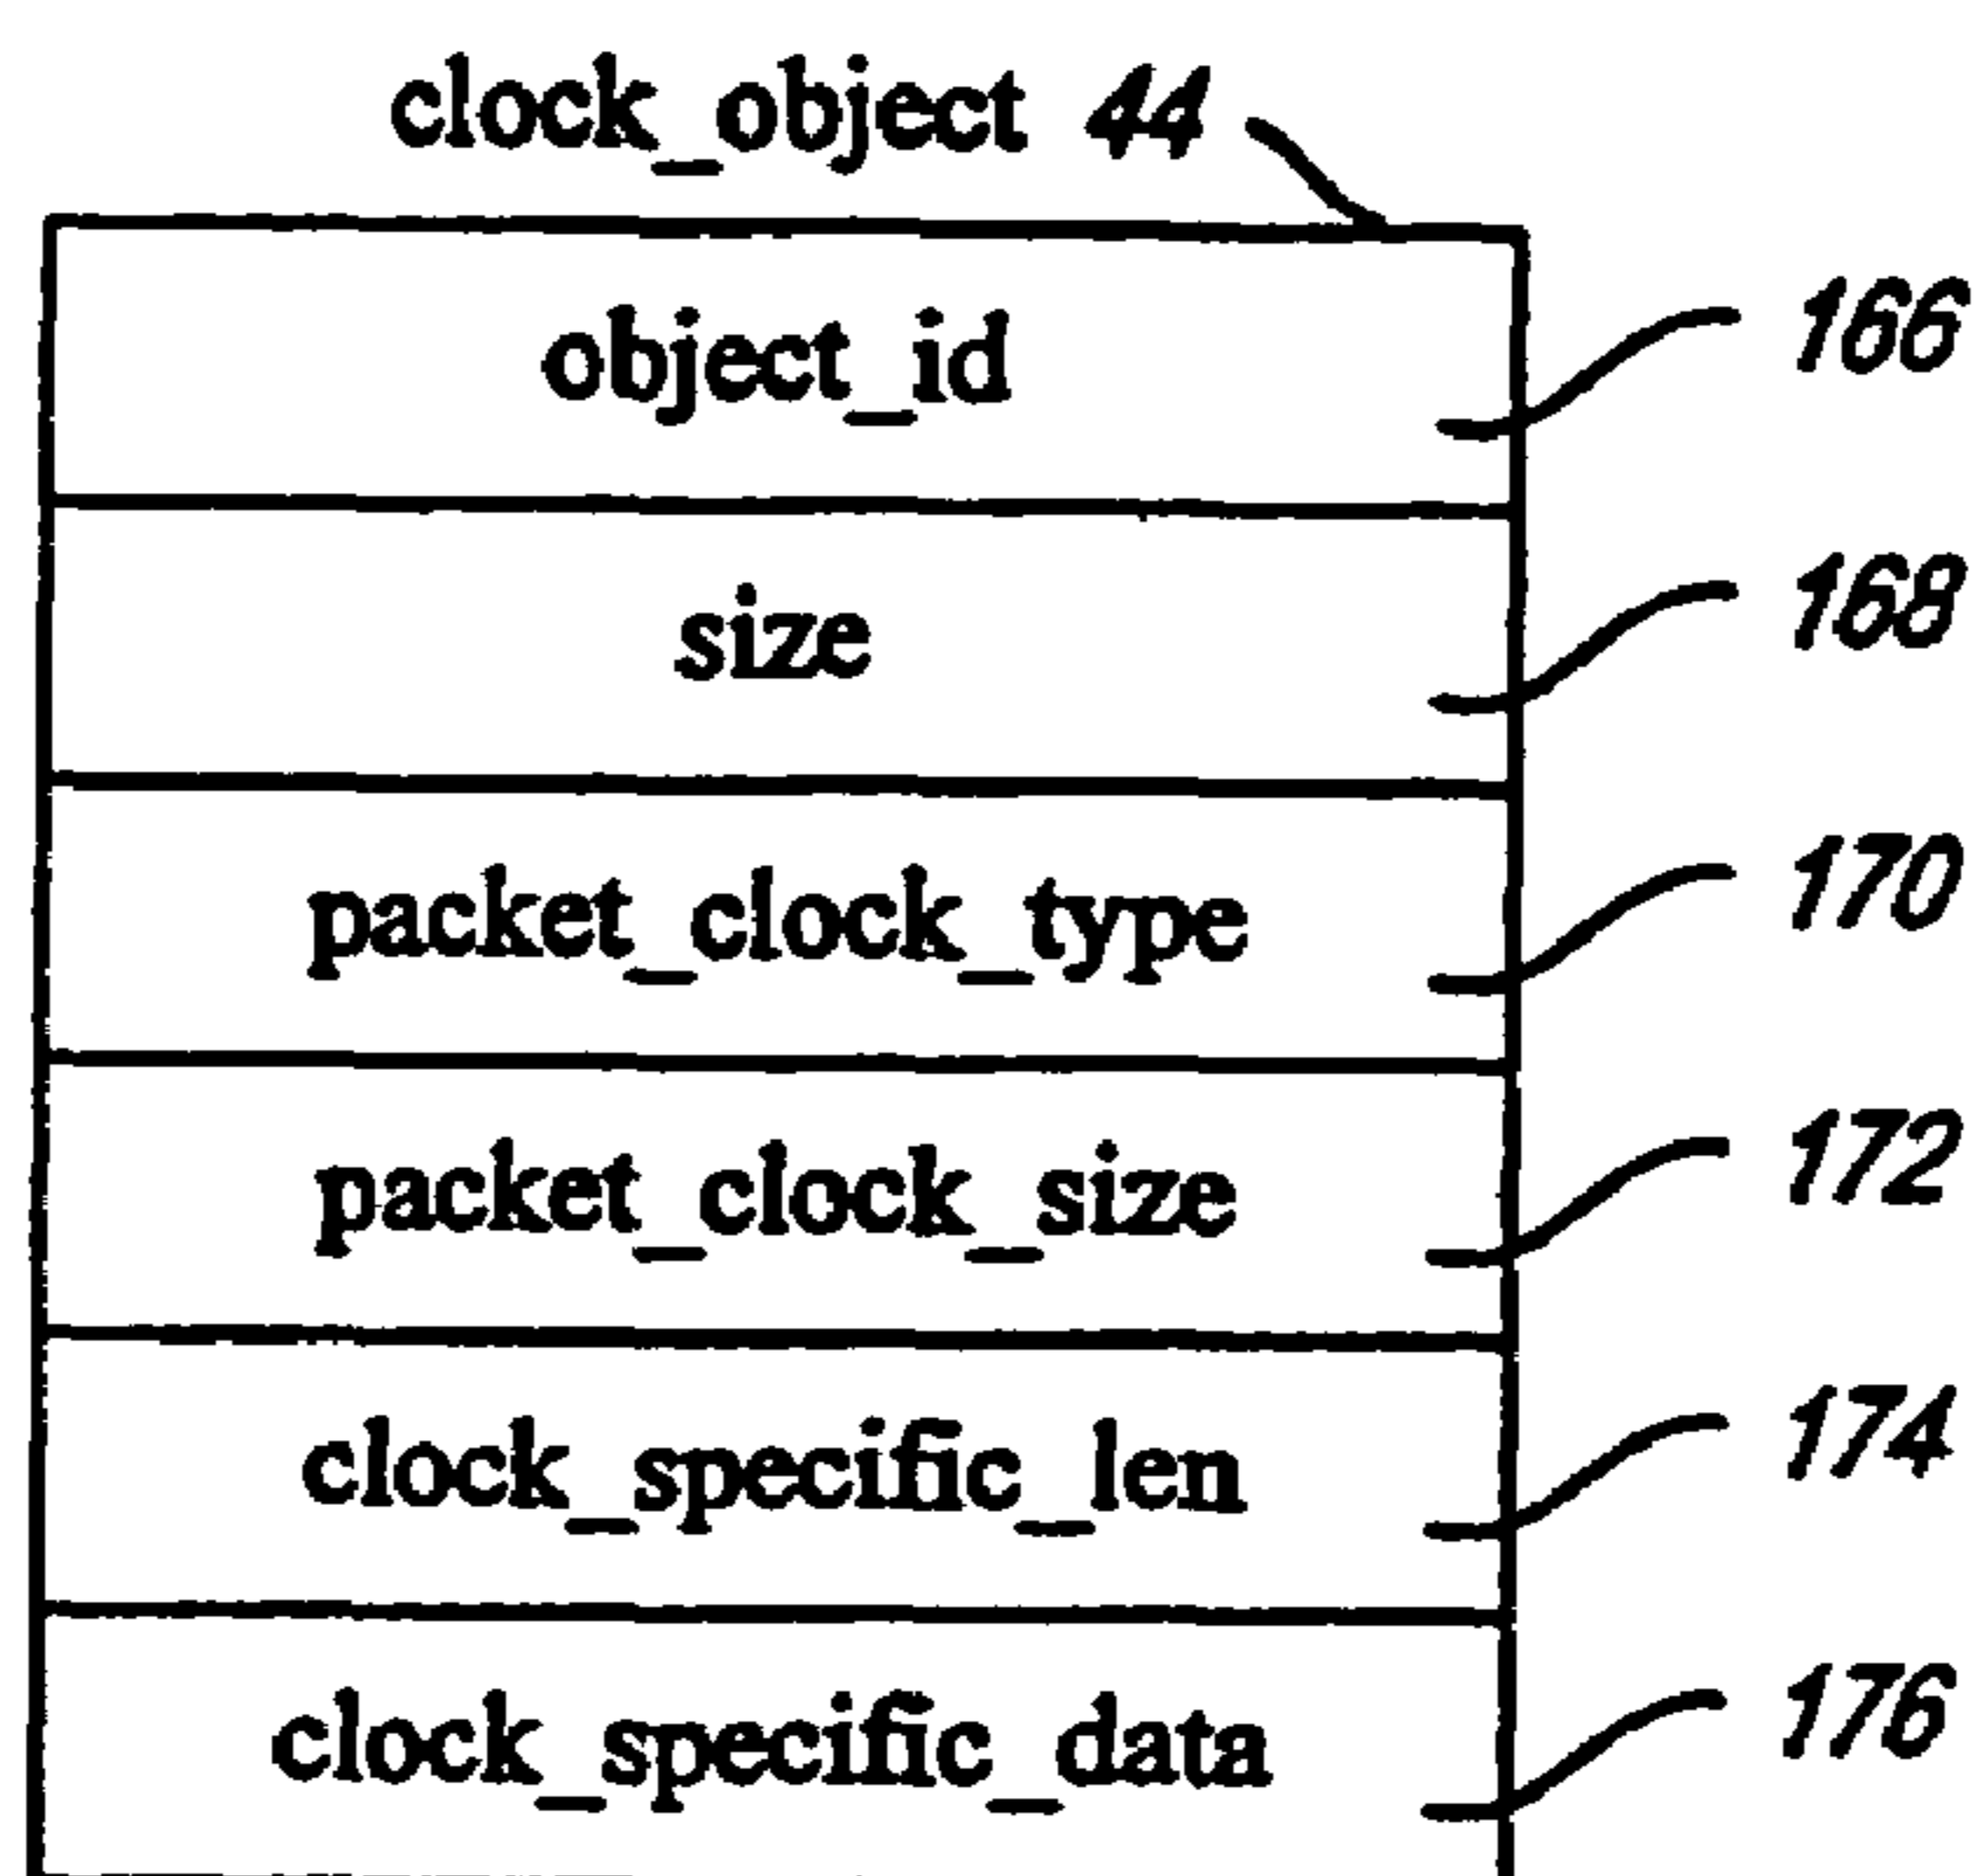 clock_object 44
object_id 166
size 168
packet_clock_type 170
packet_clock_size 172
clock_specific_len 174
clock_specific_data 176